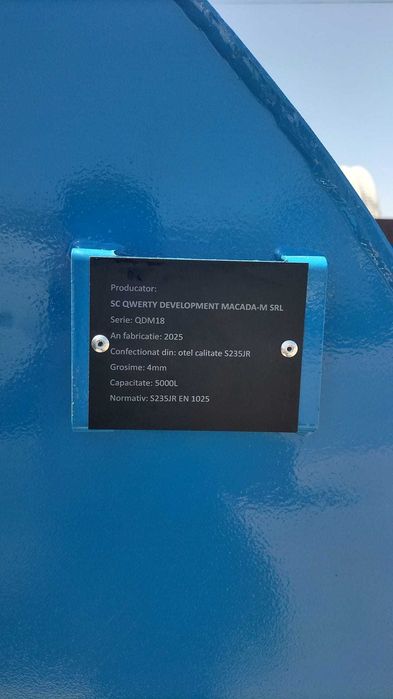 Producator:
SC QWERTY DEVELOPMENT MACADA-M SRL
Serie: QDM18
An fabricatie: 2025
Confectionat din: otel calitate S235JR
Grosime: 4mm
Capacitate: 5000L
Normativ: S235JR EN 1025